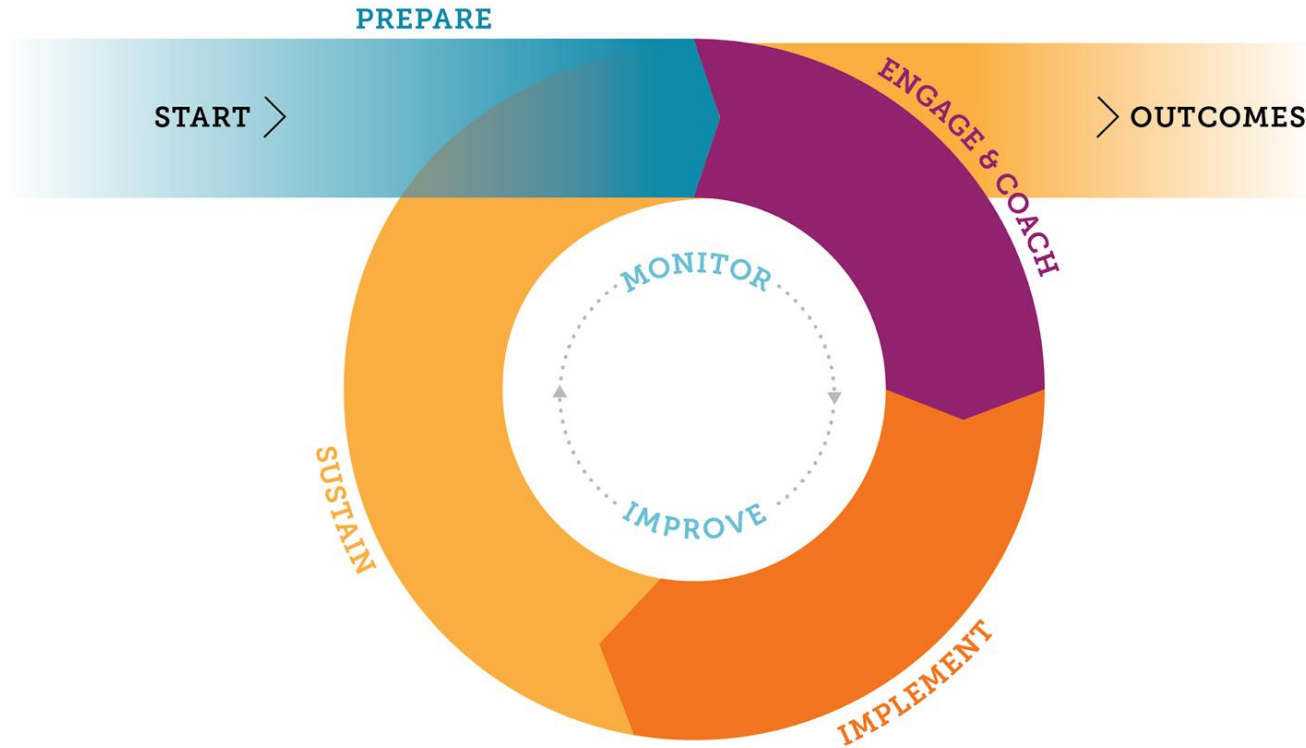 PREPARE
START
OUTCOMES
ENGAGE & COACH
MONITOR
IMPROVE
SUSTAIN
IMPLEMENT